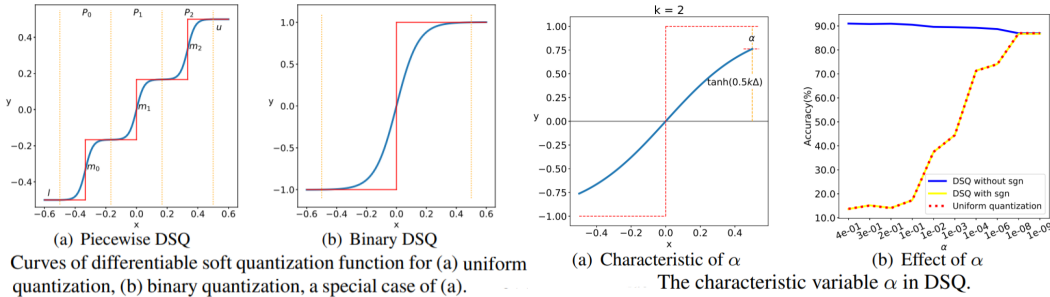 P0 P1 P2
0.4
0.2
0.0
−0.2
−0.4
y
u
m2
m1
m0
l
−0.6 −0.4 −0.2 0.0 0.2 0.4 0.6
x
(a) Piecewise DSQ
1.0
0.5
0.0
−0.5
−1.0
y
−0.6 −0.4 −0.2 0.0 0.2 0.4 0.6
x
(b) Binary DSQ
Curves of differentiable soft quantization function for (a) uniform
quantization, (b) binary quantization, a special case of (a).
k = 2
1.00
0.75
0.50
0.25
0.00
−0.25
−0.50
−0.75
−1.00
y
α
tanh(0.5kΔ)
−0.4 −0.2 0.0 0.2 0.4
x
(a) Characteristic of α
90.0
80.0
70.0
60.0
50.0
40.0
30.0
20.0
10.0
Accuracy(%)
DSQ without sgn
DSQ with sgn
Uniform quantization
4e-01 3e-01 2e-01 1e-01 1e-02 1e-03 1e-04 1e-06 1e-08 1e-09
α
(b) Effect of α
The characteristic variable α in DSQ.